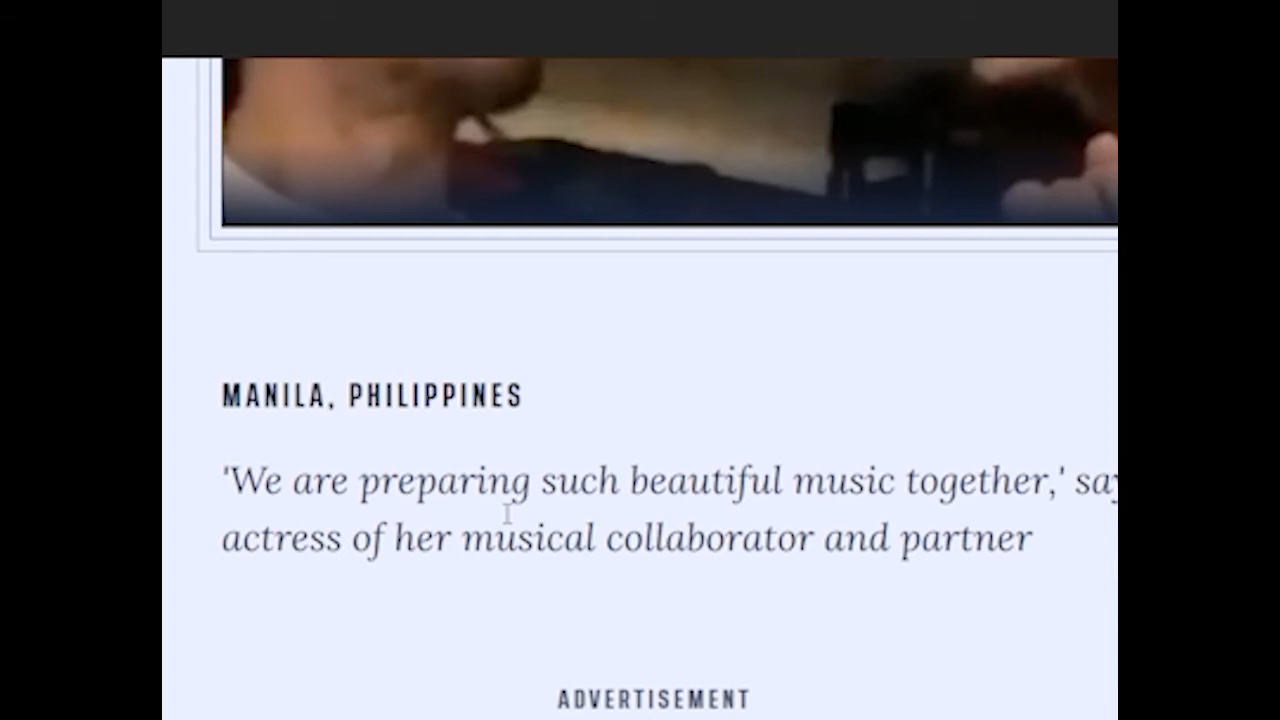 MANILA, PHILIPPINES
'We are preparing such beautiful music together,'
actress of her musical collaborator and partner
ADVERTISEMENT